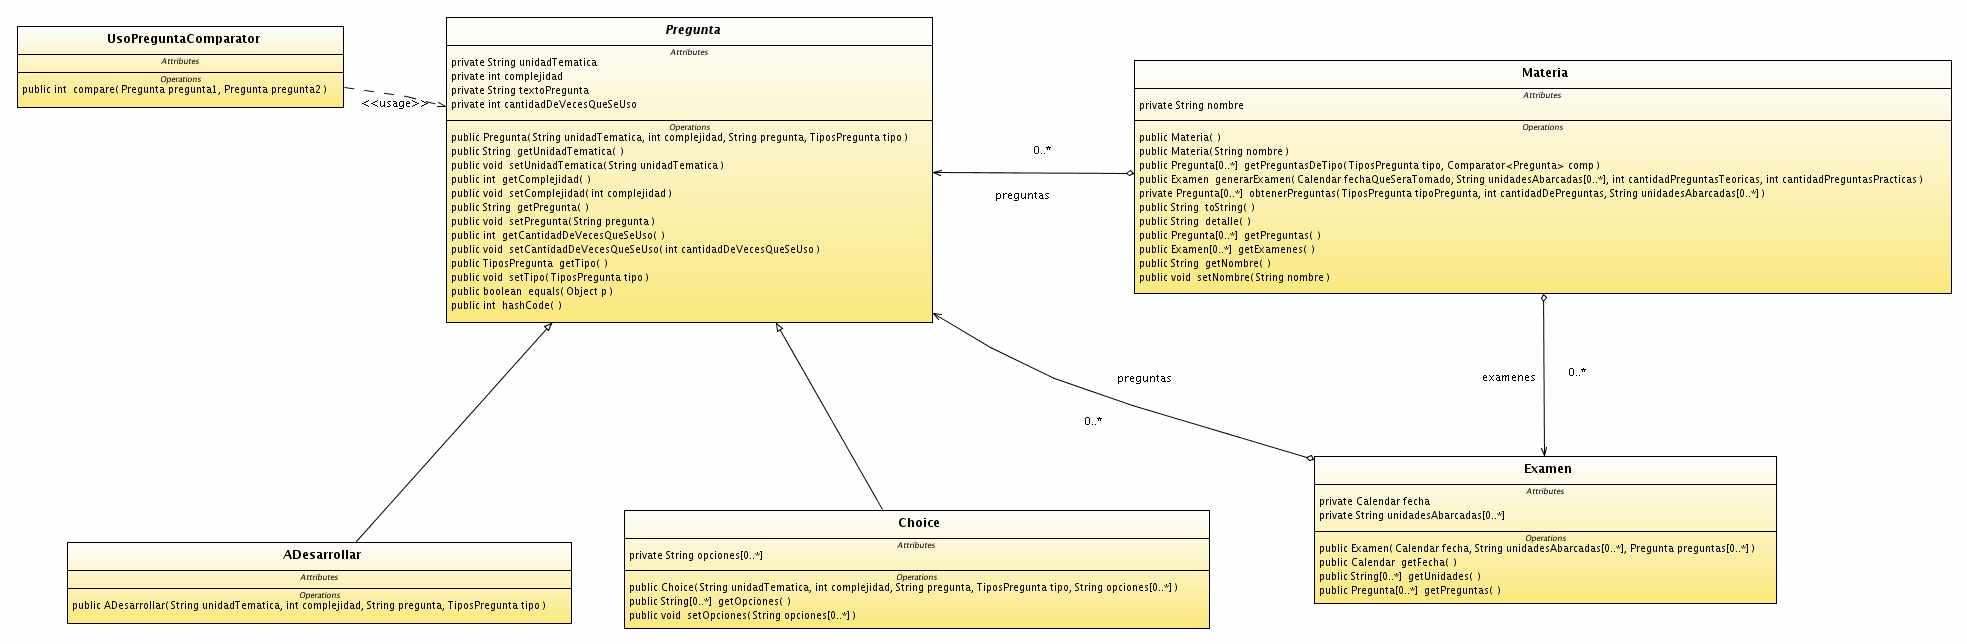 UsoPreguntaComparator
Attributes
Operations
public int compare( Pregunta pregunta1, Pregunta pregunta2 )
<<usage>>
Pregunta
Attributes
private String unidadTematica
private int complejidad
private String textoPregunta
private int cantidadDeVecesQueSeUso
Operations
public Pregunta( String unidadTematica, int complejidad, String pregunta, TiposPregunta tipo )
public String getUnidadTematica( )
public void setUnidadTematica( String unidadTematica )
public int getComplejidad( )
public void setComplejidad( int complejidad )
public String getPregunta( )
public void setPregunta( String pregunta )
public int getCantidadDeVecesQueSeUso( )
public void setCantidadDeVecesQueSeUso( int cantidadDeVecesQueSeUso )
public TiposPregunta getTipo( )
public void setTipo( TiposPregunta tipo )
public boolean equals( Object p )
public int hashCode( )
0..*
preguntas
Materia
Attributes
private String nombre
Operations
public Materia( )
public Materia( String nombre )
public Pregunta[0..*] getPreguntasDeTipo( TiposPregunta tipo, Comparator<Pregunta> comp )
public Examen generarExamen( Calendar fechaQueSeraTomado, String unidadesAbarcadas[0..*], int cantidadPreguntasTeoricas, int cantidadPreguntasPracticas )
private Pregunta[0..*] obtenerPreguntas( TiposPregunta tipoPregunta, int cantidadDePreguntas, String unidadesAbarcadas[0..*] )
public String toString( )
public String detalle( )
public Pregunta[0..*] getPreguntas( )
public Examen[0..*] getExamenes( )
public String getNombre( )
public void setNombre( String nombre )
preguntas
0..*
examenes
0..*
ADesarrollar
Attributes
Operations
public ADesarrollar( String unidadTematica, int complejidad, String pregunta, TiposPregunta tipo )
Choice
Attributes
private String opciones[0..*]
Operations
public Choice( String unidadTematica, int complejidad, String pregunta, TiposPregunta tipo, String opciones[0..*] )
public String[0..*] getOpciones( )
public void setOpciones( String opciones[0..*] )
Examen
Attributes
private Calendar fecha
private String unidadesAbarcadas[0..*]
Operations
public Examen( Calendar fecha, String unidadesAbarcadas[0..*], Pregunta preguntas[0..*] )
public Calendar getFecha( )
public String[0..*] getUnidades( )
public Pregunta[0..*] getPreguntas( )